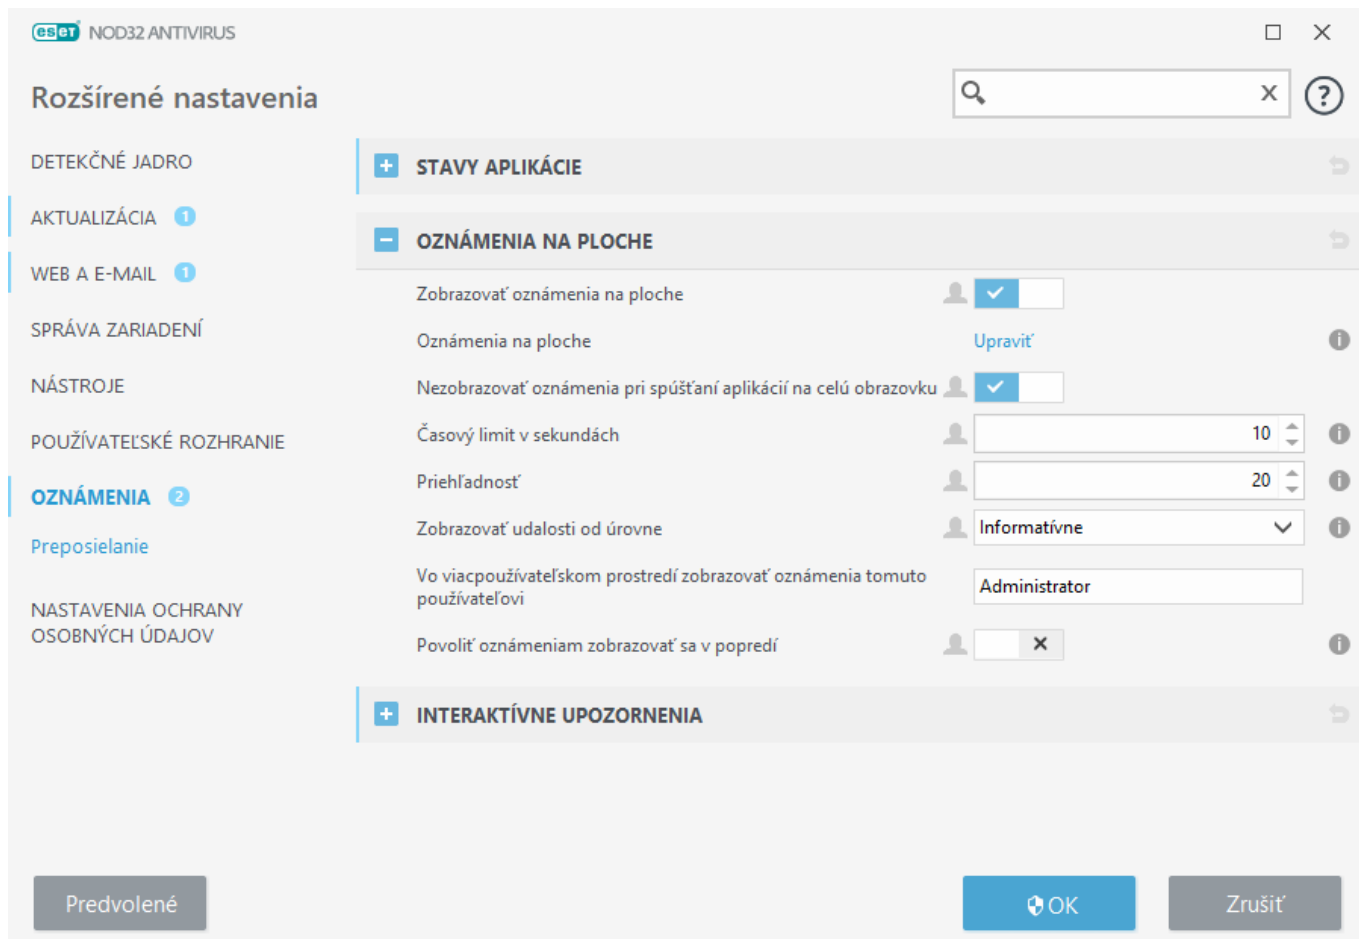 eset NOD32 ANTIVIRUS
Rozšírené nastavenia
DETEKČNÉ JADRO
AKTUALIZÁCIA 1
WEB A E-MAIL 1
SPRÁVA ZARIADENÍ
NÁSTROJE
POUŽÍVATEĽSKÉ ROZHRANIE
OZNÁMENIA 2
Preposielanie
NASTAVENIA OCHRANY
OSOBNÝCH ÚDAJOV
STAVY APLIKÁCIE
OZNÁMENIA NA PLOCHE
Zobrazovať oznámenia na ploche
Oznámenia na ploche Upraviť
Nezobrazovať oznámenia pri spúšťaní aplikácií na celú obrazovku
Časový limit v sekundách 10
Priehľadnosť 20
Zobrazovať udalosti od úrovne Informatívne
Vo viacpoužívateľskom prostredí zobrazovať oznámenia tomuto
používateľovi Administrator
Povoliť oznámeniam zobrazovať sa v popredí
INTERAKTÍVNE UPOZORNENIA
Predvolené OK Zrušiť